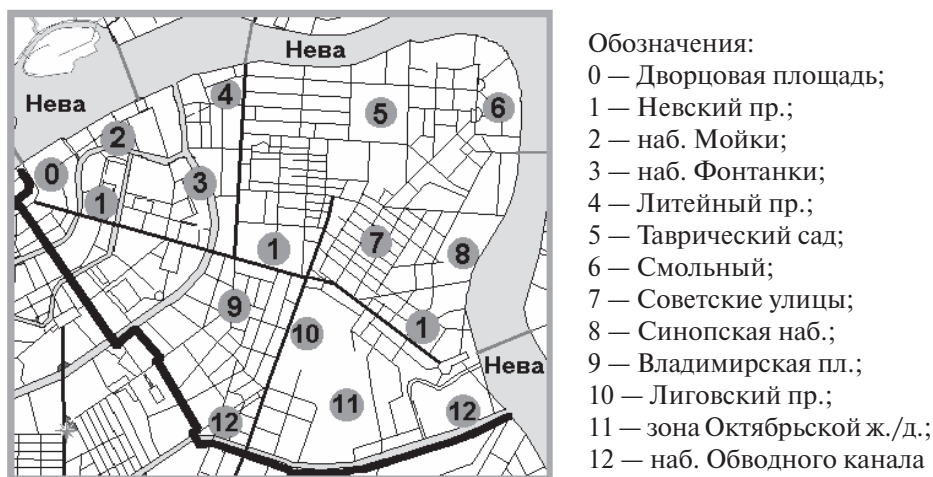 Нева
Нева
4
5
6
2
0
1
3
7
1
8
9
10
1
Нева
11
12
12
Обозначения:
0 — Дворцовая площадь;
1 — Невский пр.;
2 — наб. Мойки;
3 — наб. Фонтанки;
4 — Литейный пр.;
5 — Таврический сад;
6 — Смольный;
7 — Советские улицы;
8 — Синопская наб.;
9 — Владимирская пл.;
10 — Лиговский пр.;
11 — зона Октябрьской ж./д.;
12 — наб. Обводного канала